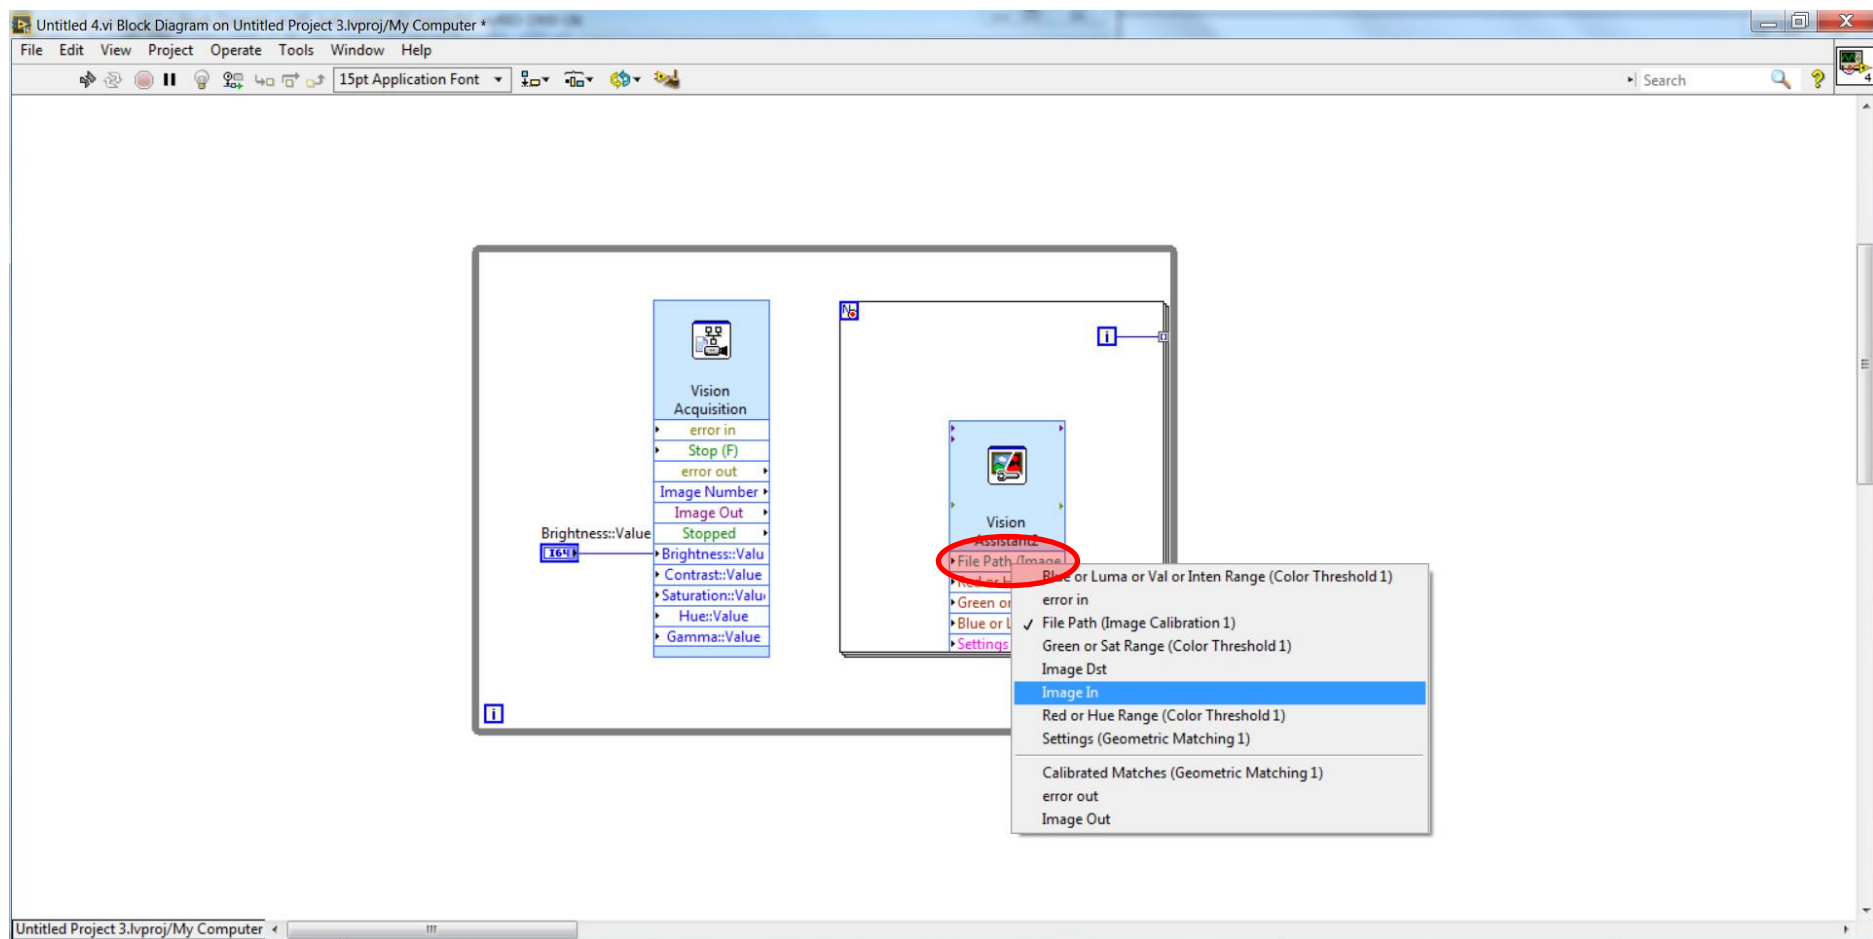 Untitled 4.vi Block Diagram on Untitled Project 3.lvproj/My Computer *
File Edit View Project Operate Tools Window Help
15pt Application Font
Search
4
N
i
Vision
Acquisition
error in
Stop (F)
error out
Image Number
Image Out
Stopped
Brightness::Value
I64
Brightness::Valu
Contrast::Value
Saturation::Valu
Hue::Value
Gamma::Value
i
Vision
Assistant2
File Path (Image
Red or H
Green or
Blue or L
Settings
Blue or Luma or Val or Inten Range (Color Threshold 1)
error in
✓ File Path (Image Calibration 1)
Green or Sat Range (Color Threshold 1)
Image Dst
Image In
Red or Hue Range (Color Threshold 1)
Settings (Geometric Matching 1)
Calibrated Matches (Geometric Matching 1)
error out
Image Out
Untitled Project 3.lvproj/My Computer